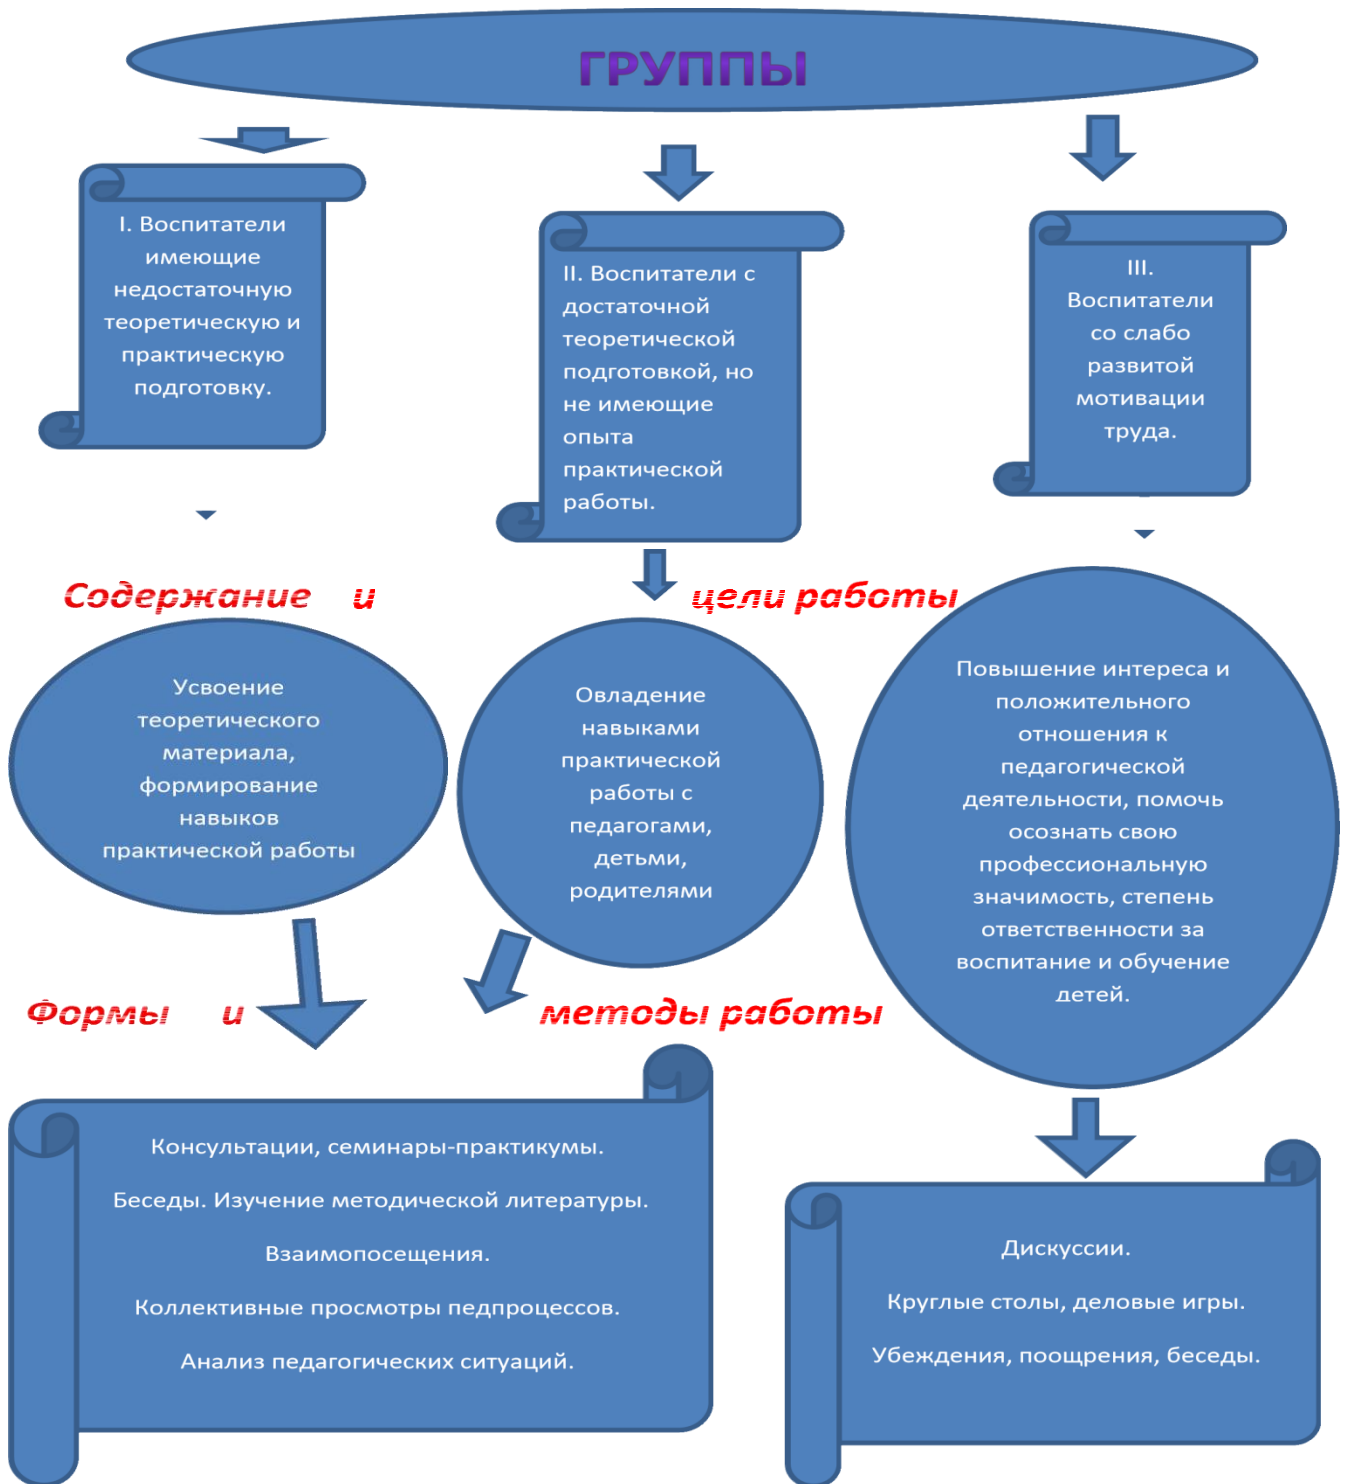 ГРУППЫ
I. Воспитатели
имеющие
недостаточную
теоретическую и
практическую
подготовку.
II. Воспитатели с
достаточной
теоретической
подготовкой, но
не имеющие
опыта
практической
работы.
III.
Воспитатели
со слабо
развитой
мотивации
труда.
Содержание и цели работы
Усвоение
теоретического
материала,
формирование
навыков
практической работы
Овладение
навыками
практической
работы с
педагогами,
детьми,
родителями
Повышение интереса и
положительного
отношения к
педагогической
деятельности, помочь
осознать свою
профессиональную
значимость, степень
ответственности за
воспитание и обучение
детей.
Формы и методы работы
Консультации, семинары-практикумы.
Беседы. Изучение методической литературы.
Взаимопосещения.
Коллективные просмотры педпроцессов.
Анализ педагогических ситуаций.
Дискуссии.
Круглые столы, деловые игры.
Убеждения, поощрения, беседы.